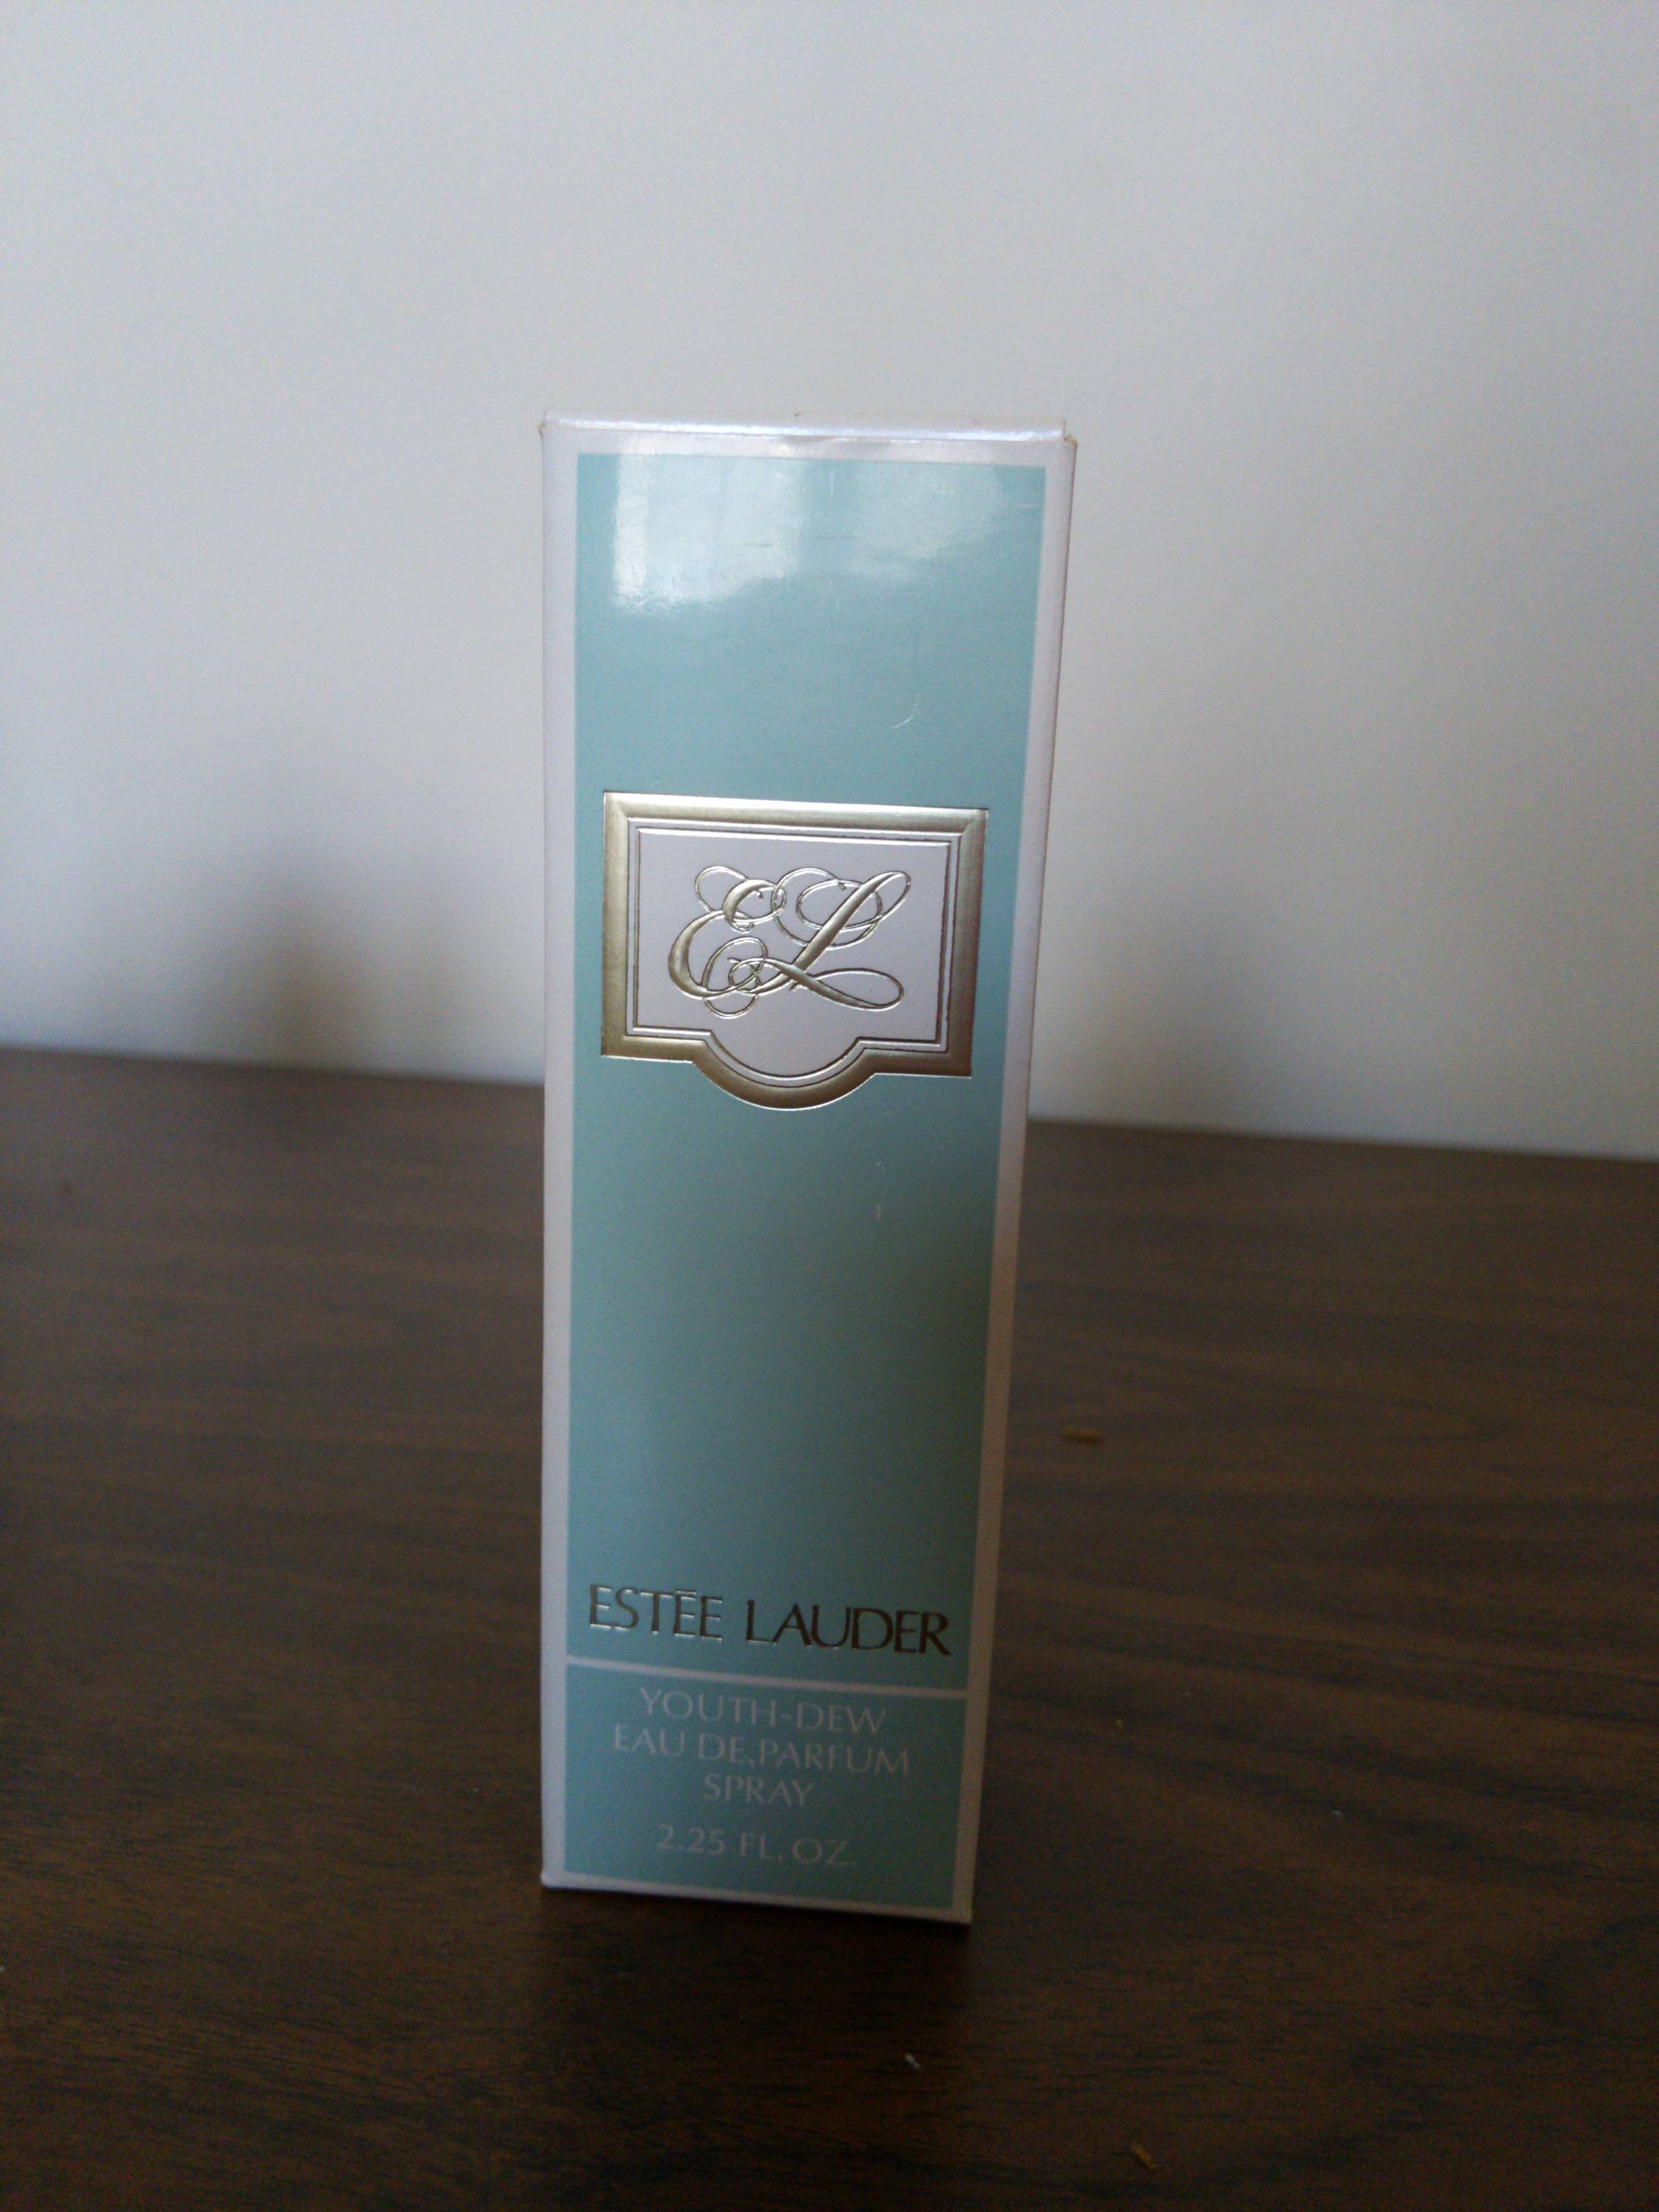 EL
ESTĒE LAUDER
YOUTH-DEW
EAU DE PARFUM
SPRAY
2.25 FL. OZ.